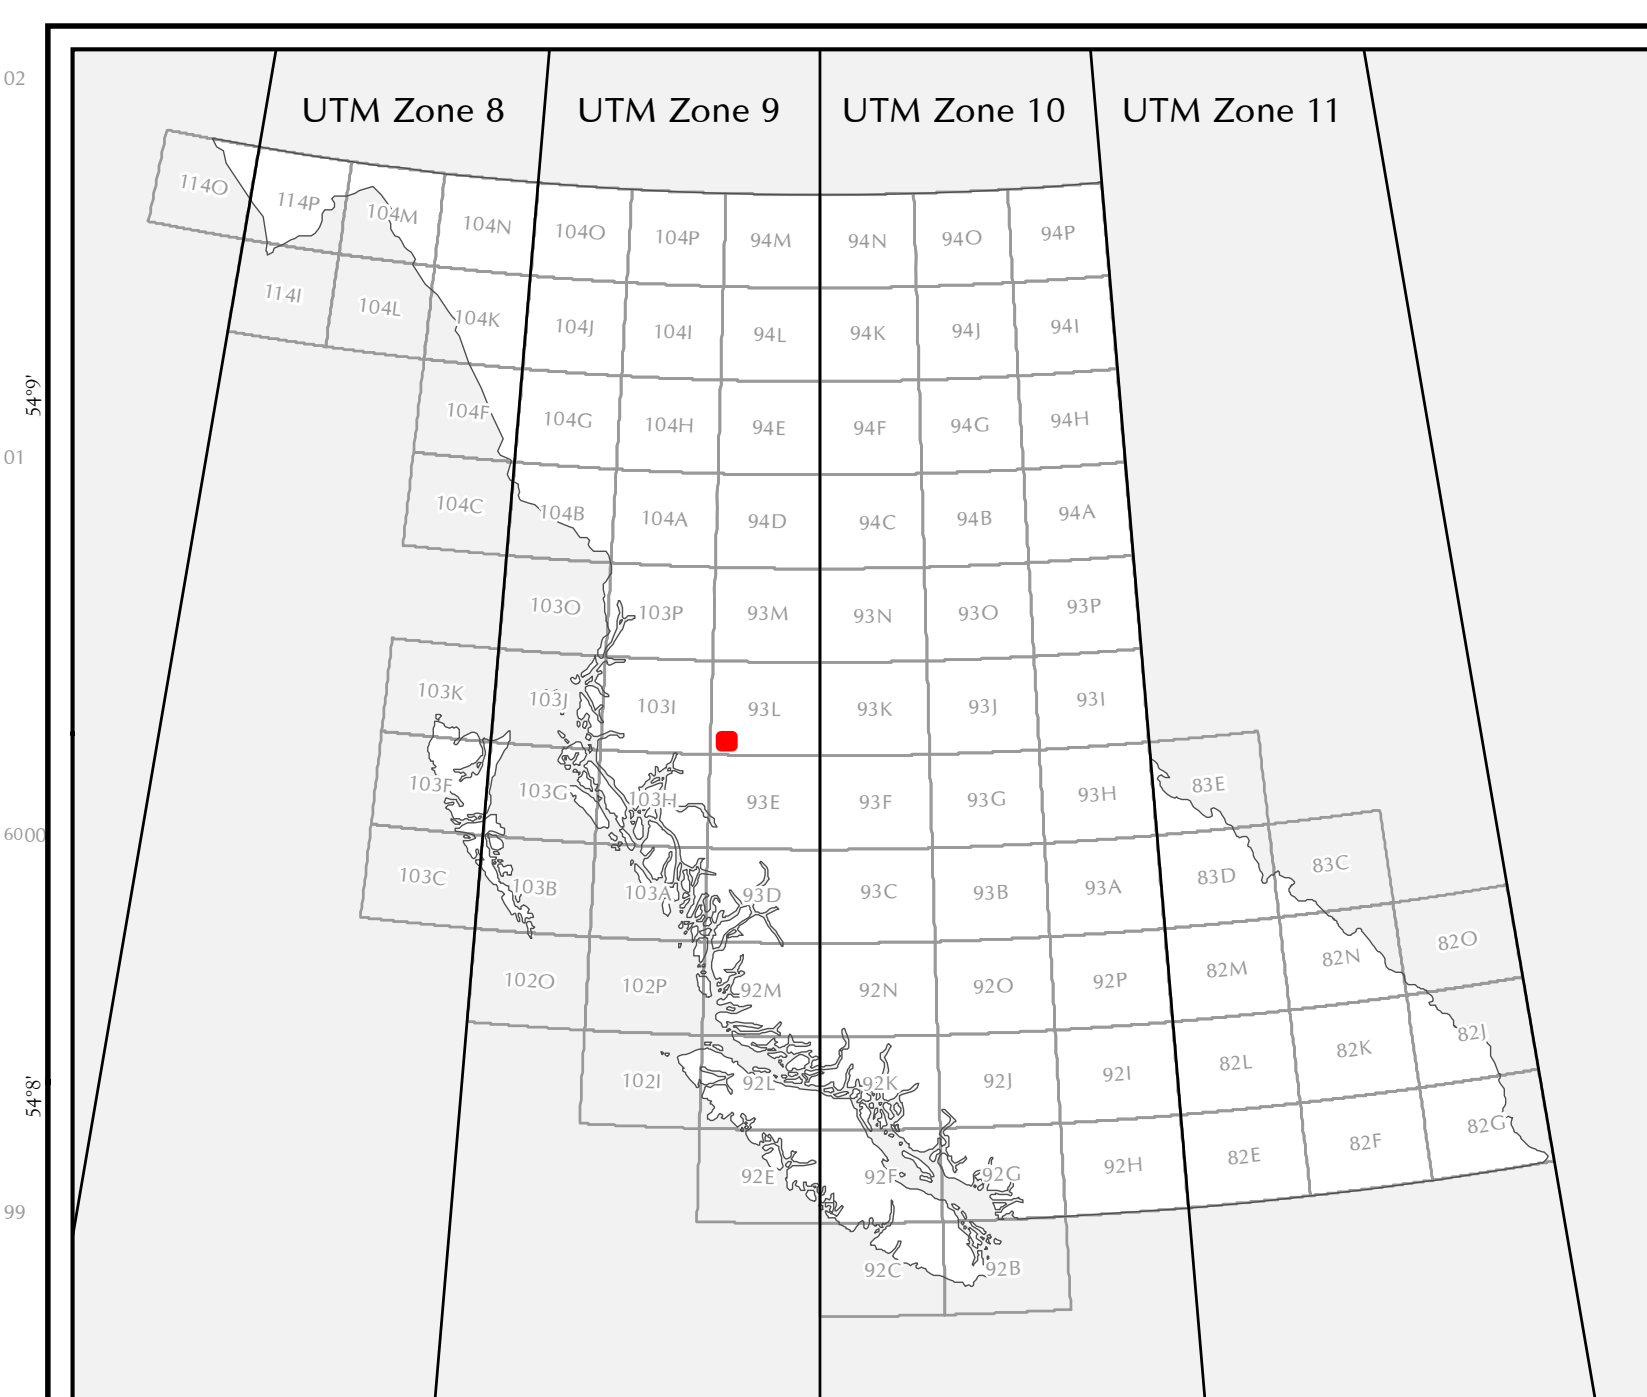 02
UTM Zone 8 UTM Zone 9 UTM Zone 10 UTM Zone 11
114O 114P 104M 104N 104O 104P 94M 94N 94O 94P
114I 104L 104K 104J 104I 94L 94K 94J 94I
54°9'
104F 104G 104H 94E 94F 94G 94H
01
104C 104B 104A 94D 94C 94B 94A
103O 103P 93M 93N 93O 93P
103K 103J 103I 93L 93K 93J 93I
103F 103G 103H 93E 93F 93G 93H 83E
6000
103C 103B 103A 93D 93C 93B 93A 83D 83C
102O 102P 92M 92N 92O 92P 82M 82N 82O
54°8'
102I 92L 92K 92J 92I 82L 82K 82J
92E 92F 92G 92H 82E 82F 82G
99
92C 92B